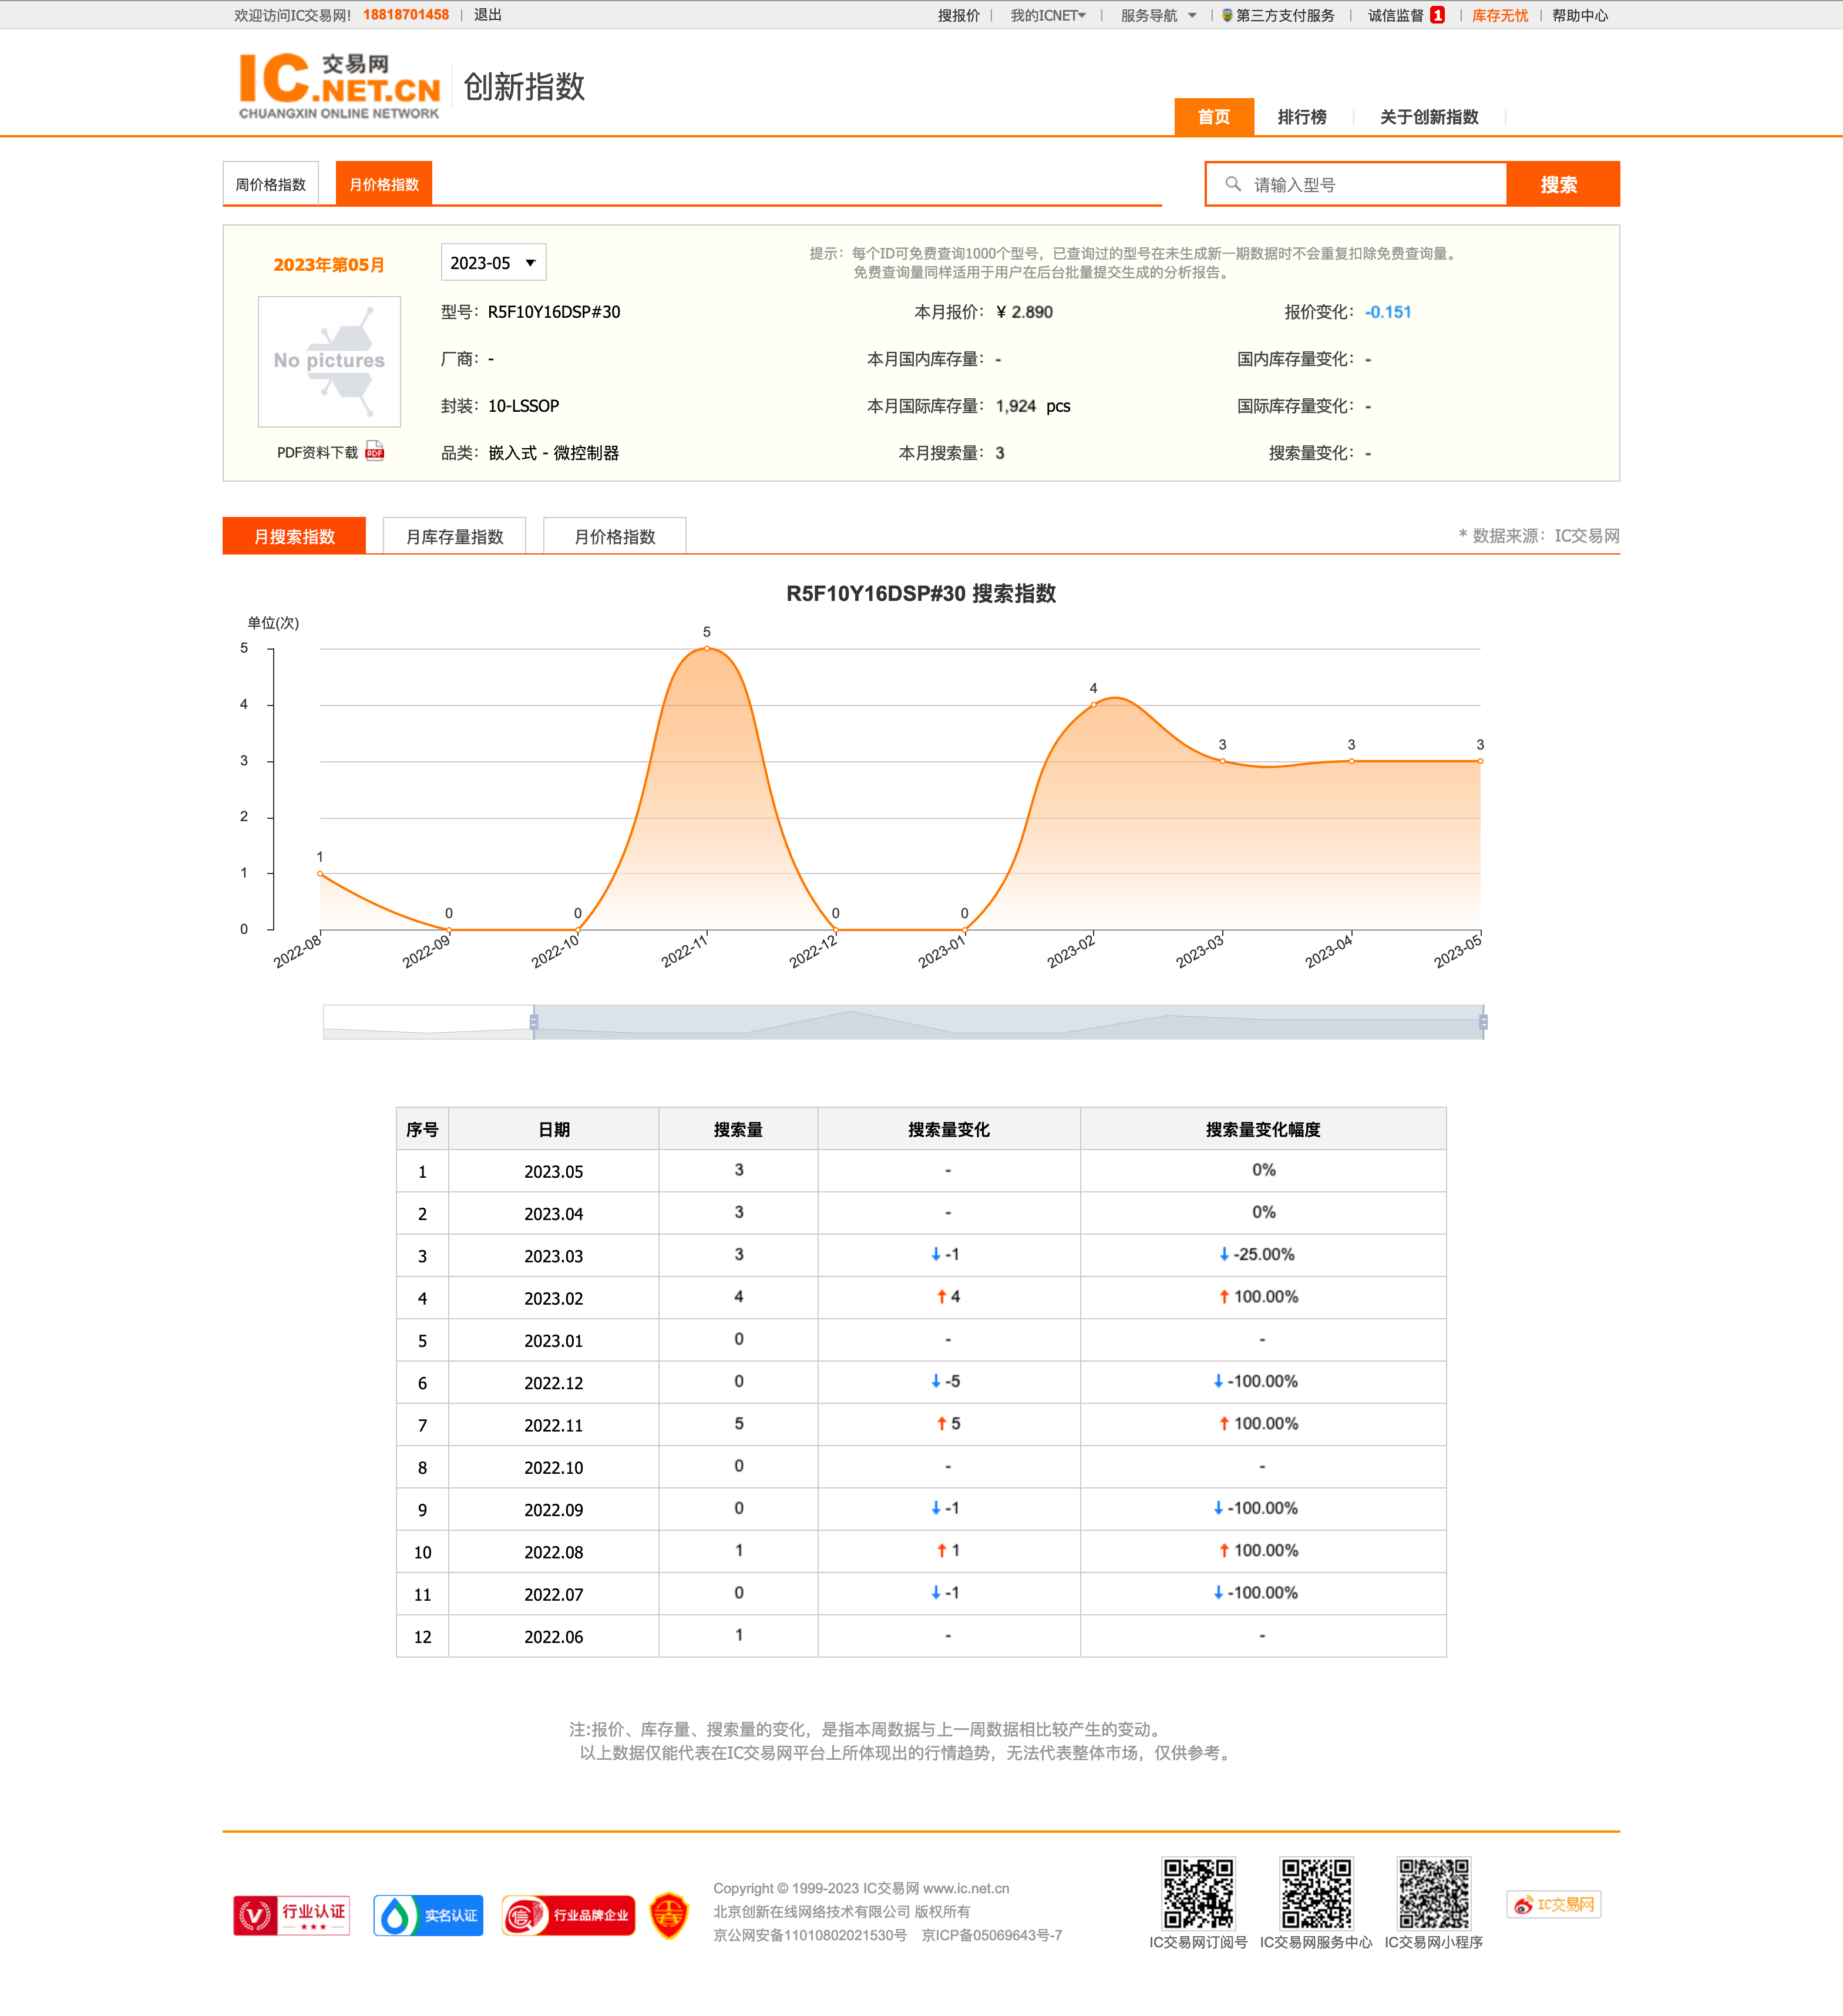 欢迎访问IC交易网! 18818701458 | 退出
搜报价 | 我的ICNET | 服务导航 | 第三方支付服务 | 诚信监督 1 | 库存无忧 | 帮助中心
IC交易网.NET.CN 创新指数
CHUANGXIN ONLINE NETWORK
首页 排行榜 关于创新指数
周价格指数 月价格指数 请输入型号 搜索
2023年第05月 2023-05
提示：每个ID可免费查询1000个型号，已查询过的型号在未生成新一期数据时不会重复扣除免费查询量。
免费查询量同样适用于用户在后台批量提交生成的分析报告。
No pictures
PDF资料下载 PDF
型号：R5F10Y16DSP#30 本月报价：¥ 2.890 报价变化：-0.151
厂商：- 本月国内库存量：- 国内库存量变化：-
封装：10-LSSOP 本月国际库存量：1,924 pcs 国际库存量变化：-
品类：嵌入式 - 微控制器 本月搜索量：3 搜索量变化：-
月搜索指数 月库存量指数 月价格指数 * 数据来源：IC交易网
R5F10Y16DSP#30 搜索指数
单位(次)
5
4
3
2
1
0
1 0 0 5 0 0 4 3 3 3
2022-08 2022-09 2022-10 2022-11 2022-12 2023-01 2023-02 2023-03 2023-04 2023-05
序号 日期 搜索量 搜索量变化 搜索量变化幅度
1 2023.05 3 - 0%
2 2023.04 3 - 0%
3 2023.03 3 ↓ -1 ↓ -25.00%
4 2023.02 4 ↑ 4 ↑ 100.00%
5 2023.01 0 - -
6 2022.12 0 ↓ -5 ↓ -100.00%
7 2022.11 5 ↑ 5 ↑ 100.00%
8 2022.10 0 - -
9 2022.09 0 ↓ -1 ↓ -100.00%
10 2022.08 1 ↑ 1 ↑ 100.00%
11 2022.07 0 ↓ -1 ↓ -100.00%
12 2022.06 1 - -
注:报价、库存量、搜索量的变化，是指本周数据与上一周数据相比较产生的变动。
以上数据仅能代表在IC交易网平台上所体现出的行情趋势，无法代表整体市场，仅供参考。
行业认证
实名认证
信 行业品牌企业
Copyright © 1999-2023 IC交易网 www.ic.net.cn
北京创新在线网络技术有限公司 版权所有
京公网安备11010802021530号 京ICP备05069643号-7
IC交易网订阅号 IC交易网服务中心 IC交易网小程序
IC交易网